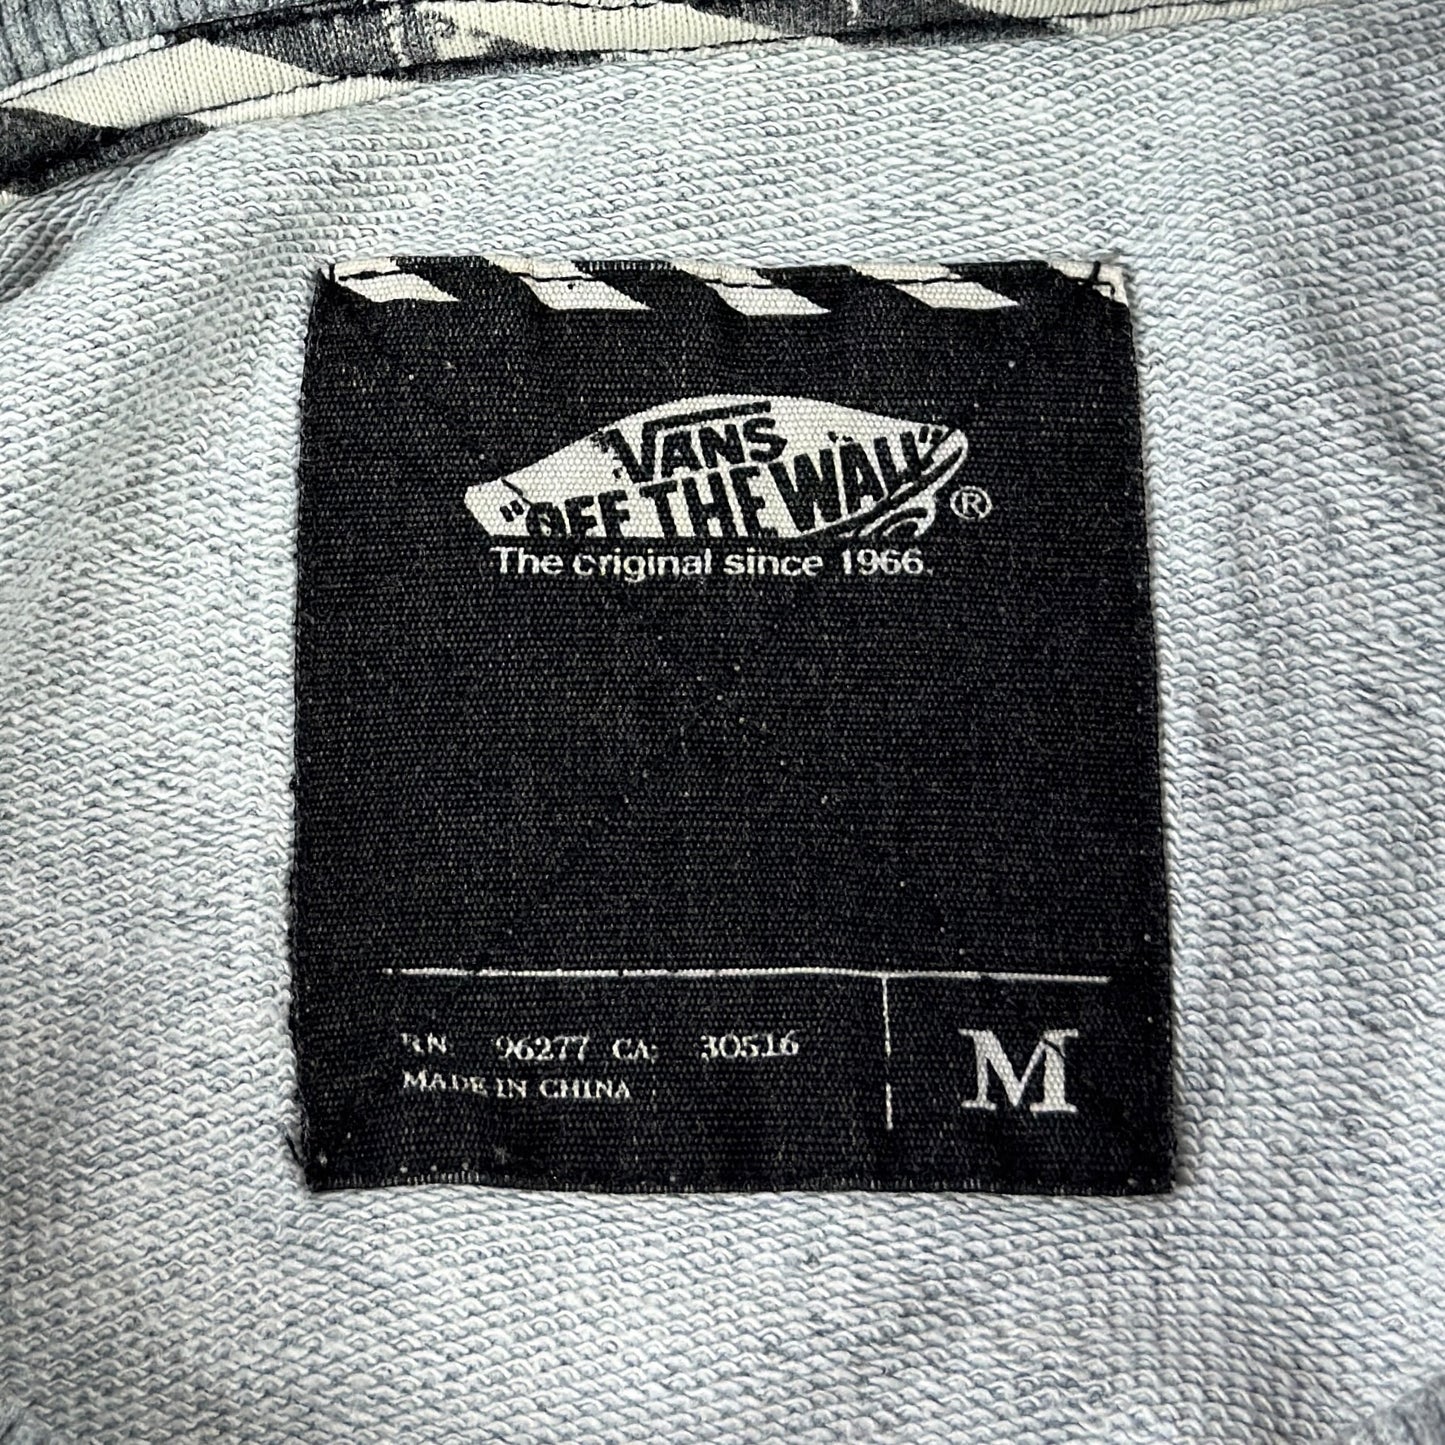 VANS
"OFF THE WALL" ®
The original since 1966.
RN: 96277 CA: 30516
MADE IN CHINA
M